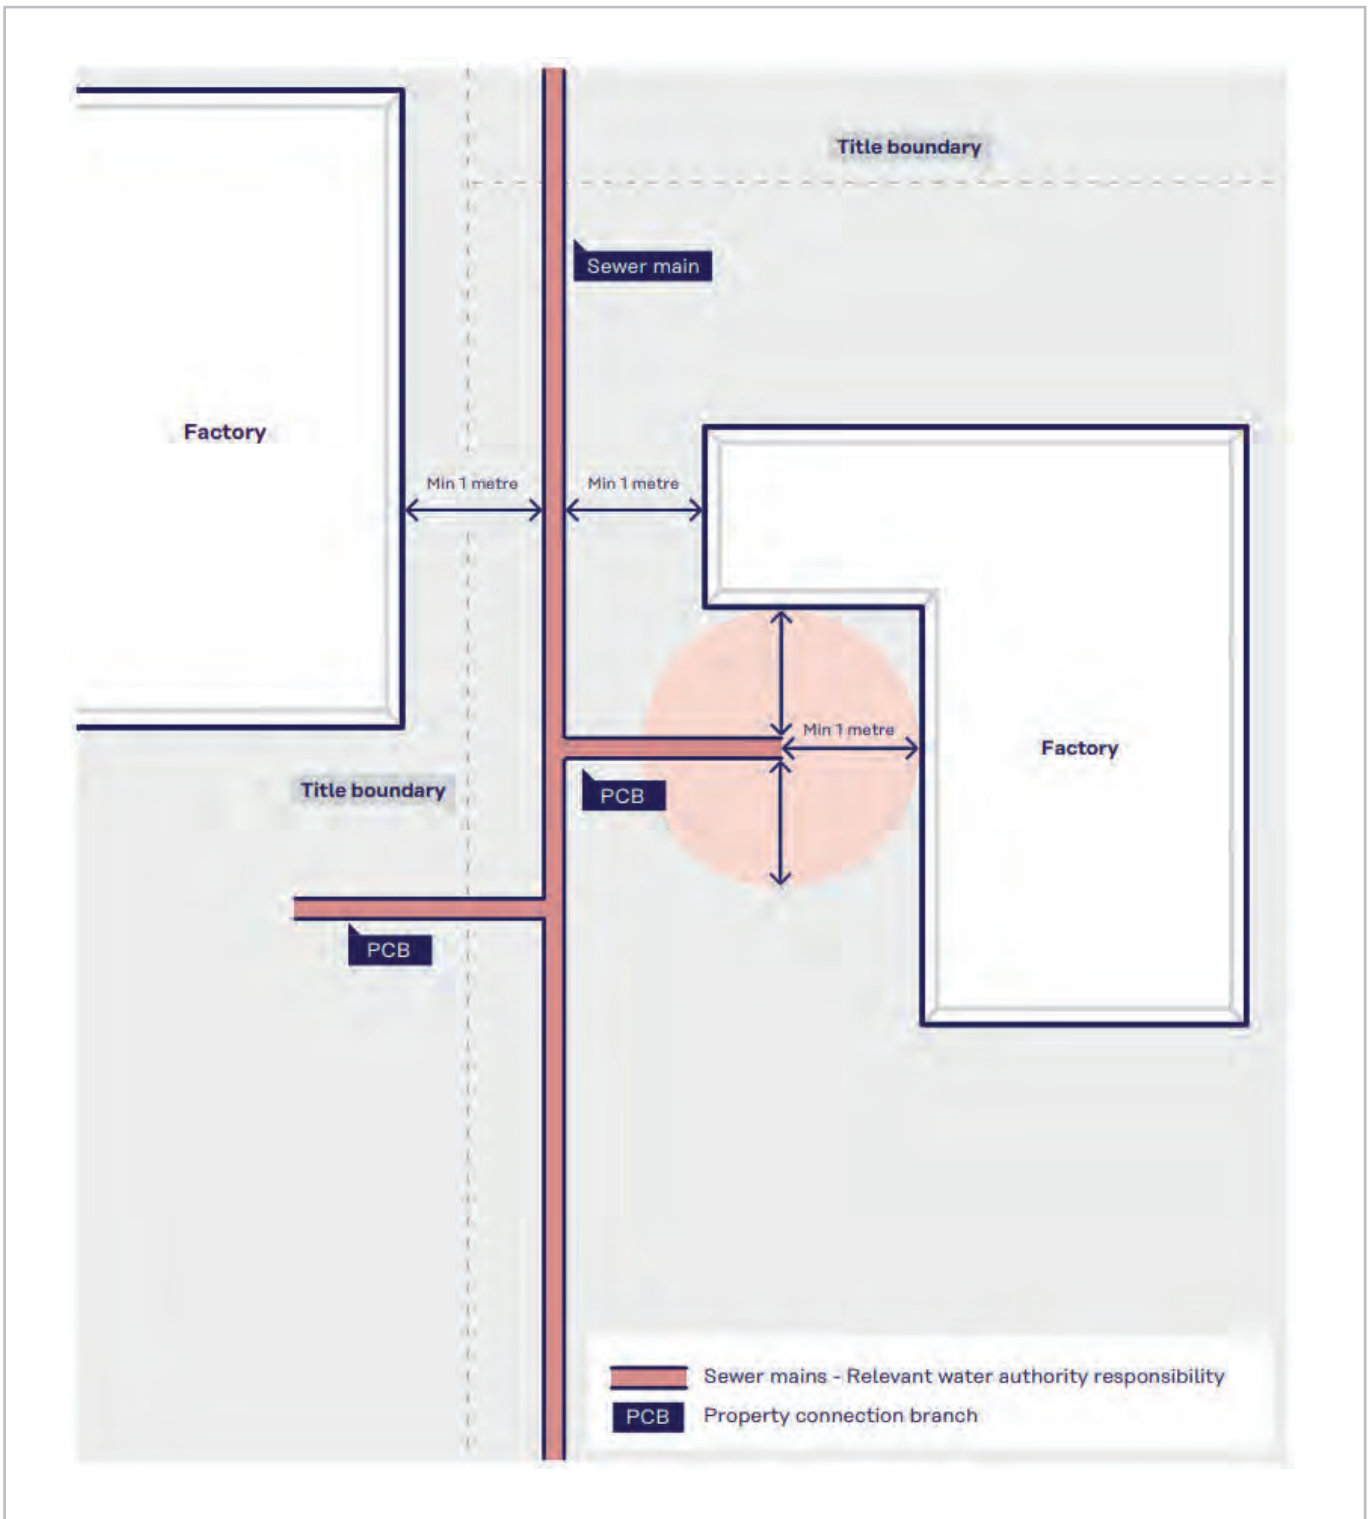 Title boundary
Sewer main
Factory
Min 1 metre
Min 1 metre
Min 1 metre
Factory
Title boundary
PCB
PCB
Sewer mains - Relevant water authority responsibility
PCB
Property connection branch